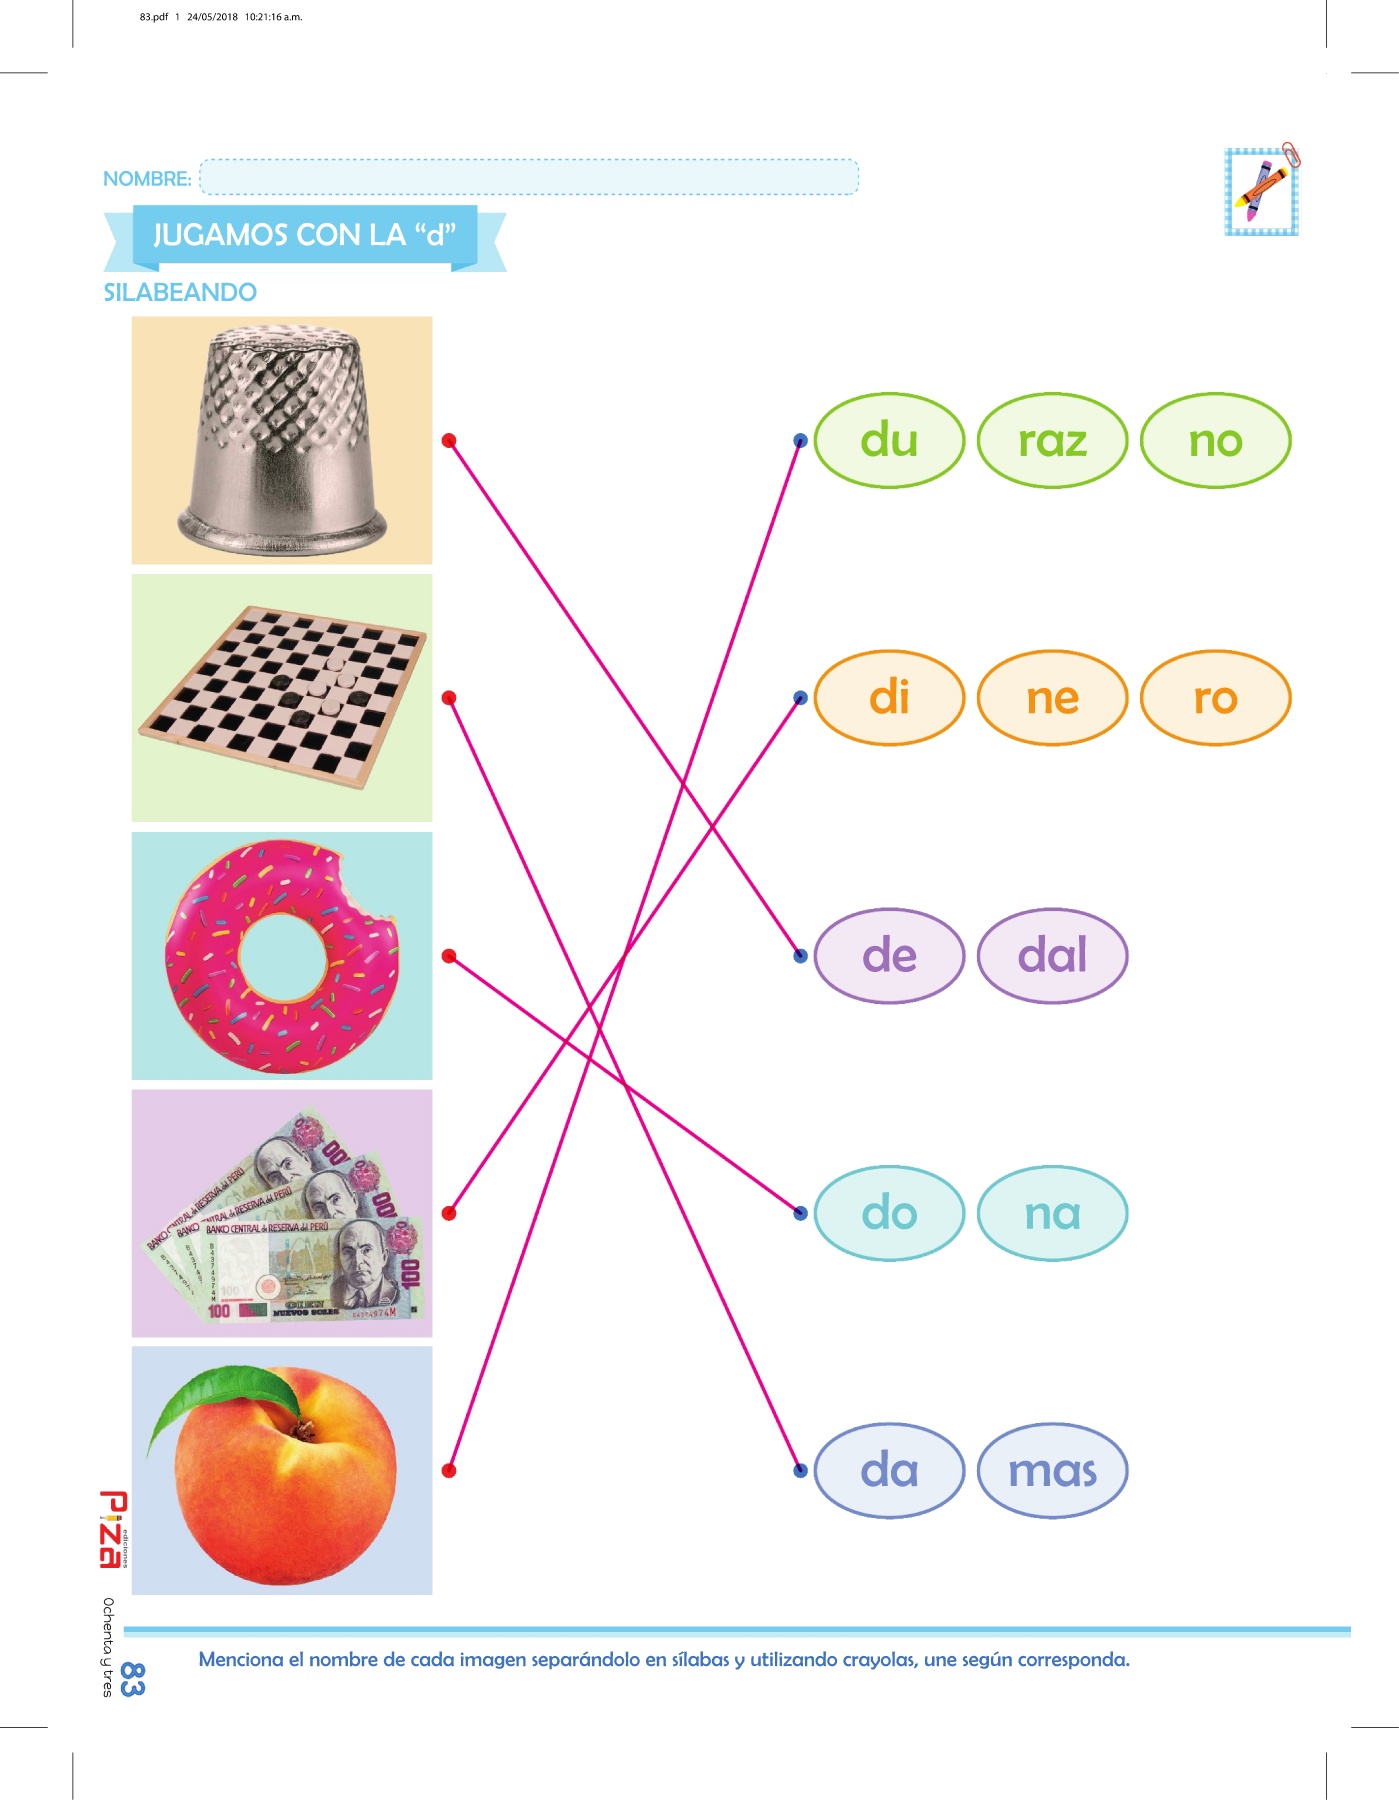 83.pdf 1 24/05/2018 10:21:16 a.m.
NOMBRE:
JUGAMOS CON LA “d”
SILABEANDO
du raz no
di ne ro
de dal
do na
BANCO CENTRAL de RESERVA del PERÚ
100
CIEN
NUEVOS SOLES
da mas
Piza
ediciones
Ochenta y tres
83
Menciona el nombre de cada imagen separándolo en sílabas y utilizando crayolas, une según corresponda.